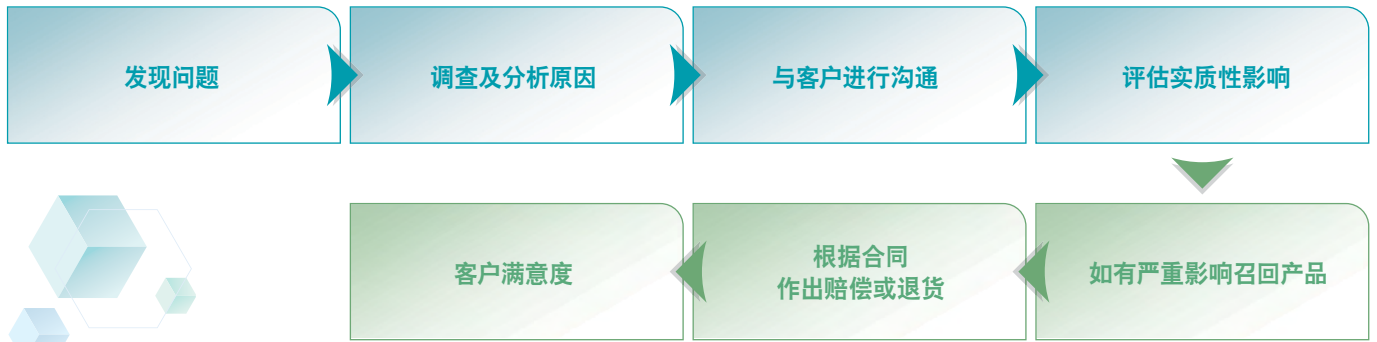 发现问题
调查及分析原因
与客户进行沟通
评估实质性影响
如有严重影响召回产品
根据合同
作出赔偿或退货
客户满意度